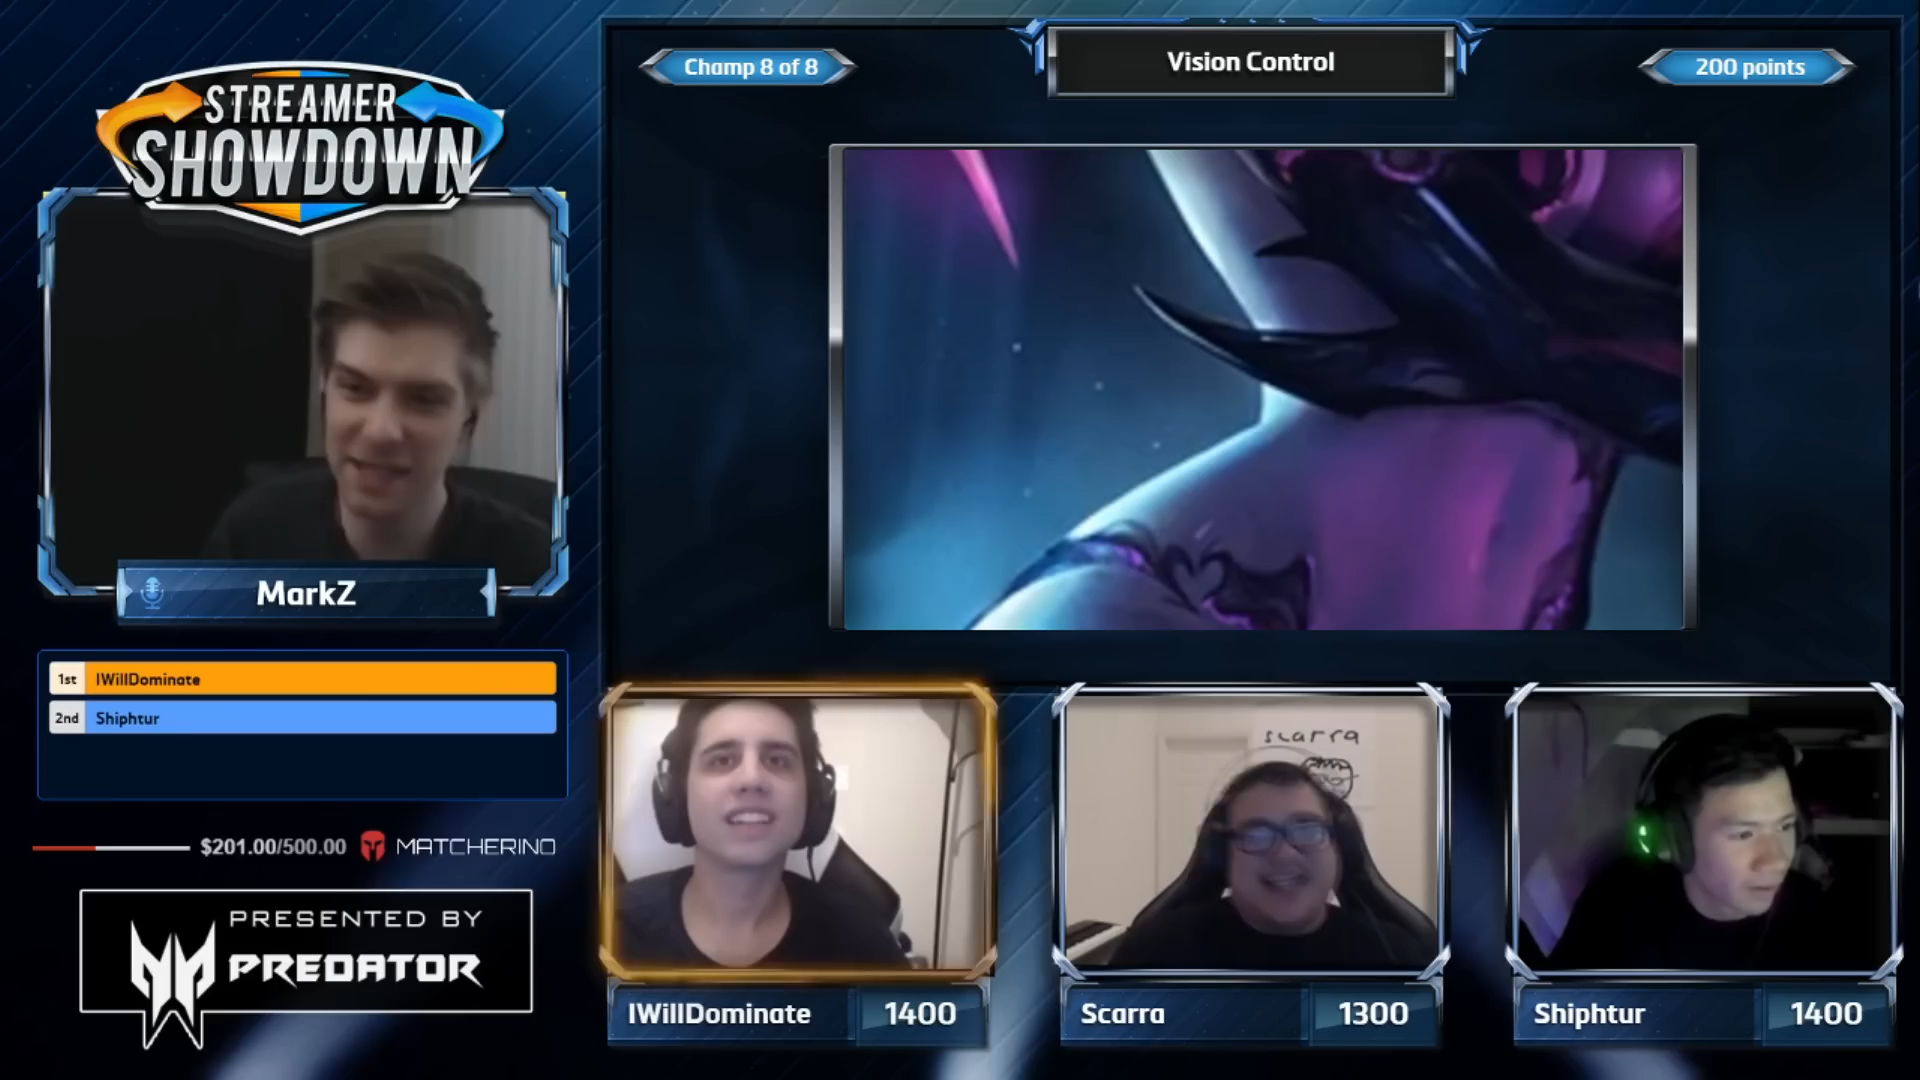 STREAMER
SHOWDOWN
MarkZ
1st IWillDominate
2nd Shiphtur
$201.00/500.00 MATCHERINO
PRESENTED BY
PREDATOR
Champ 8 of 8
Vision Control
200 points
scarra
IWillDominate 1400
Scarra 1300
Shiphtur 1400